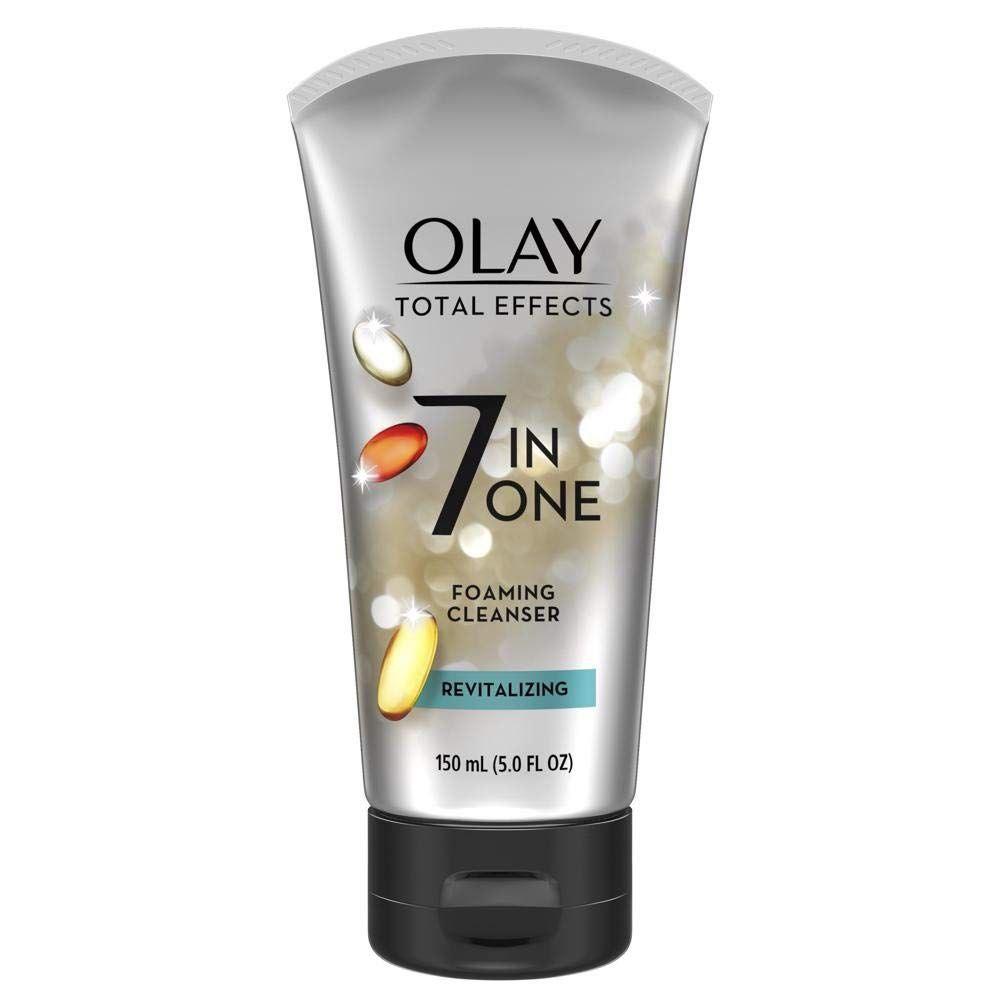 OLAY
TOTAL EFFECTS
7 IN
ONE
FOAMING
CLEANSER
REVITALIZING
150 mL (5.0 FL OZ)